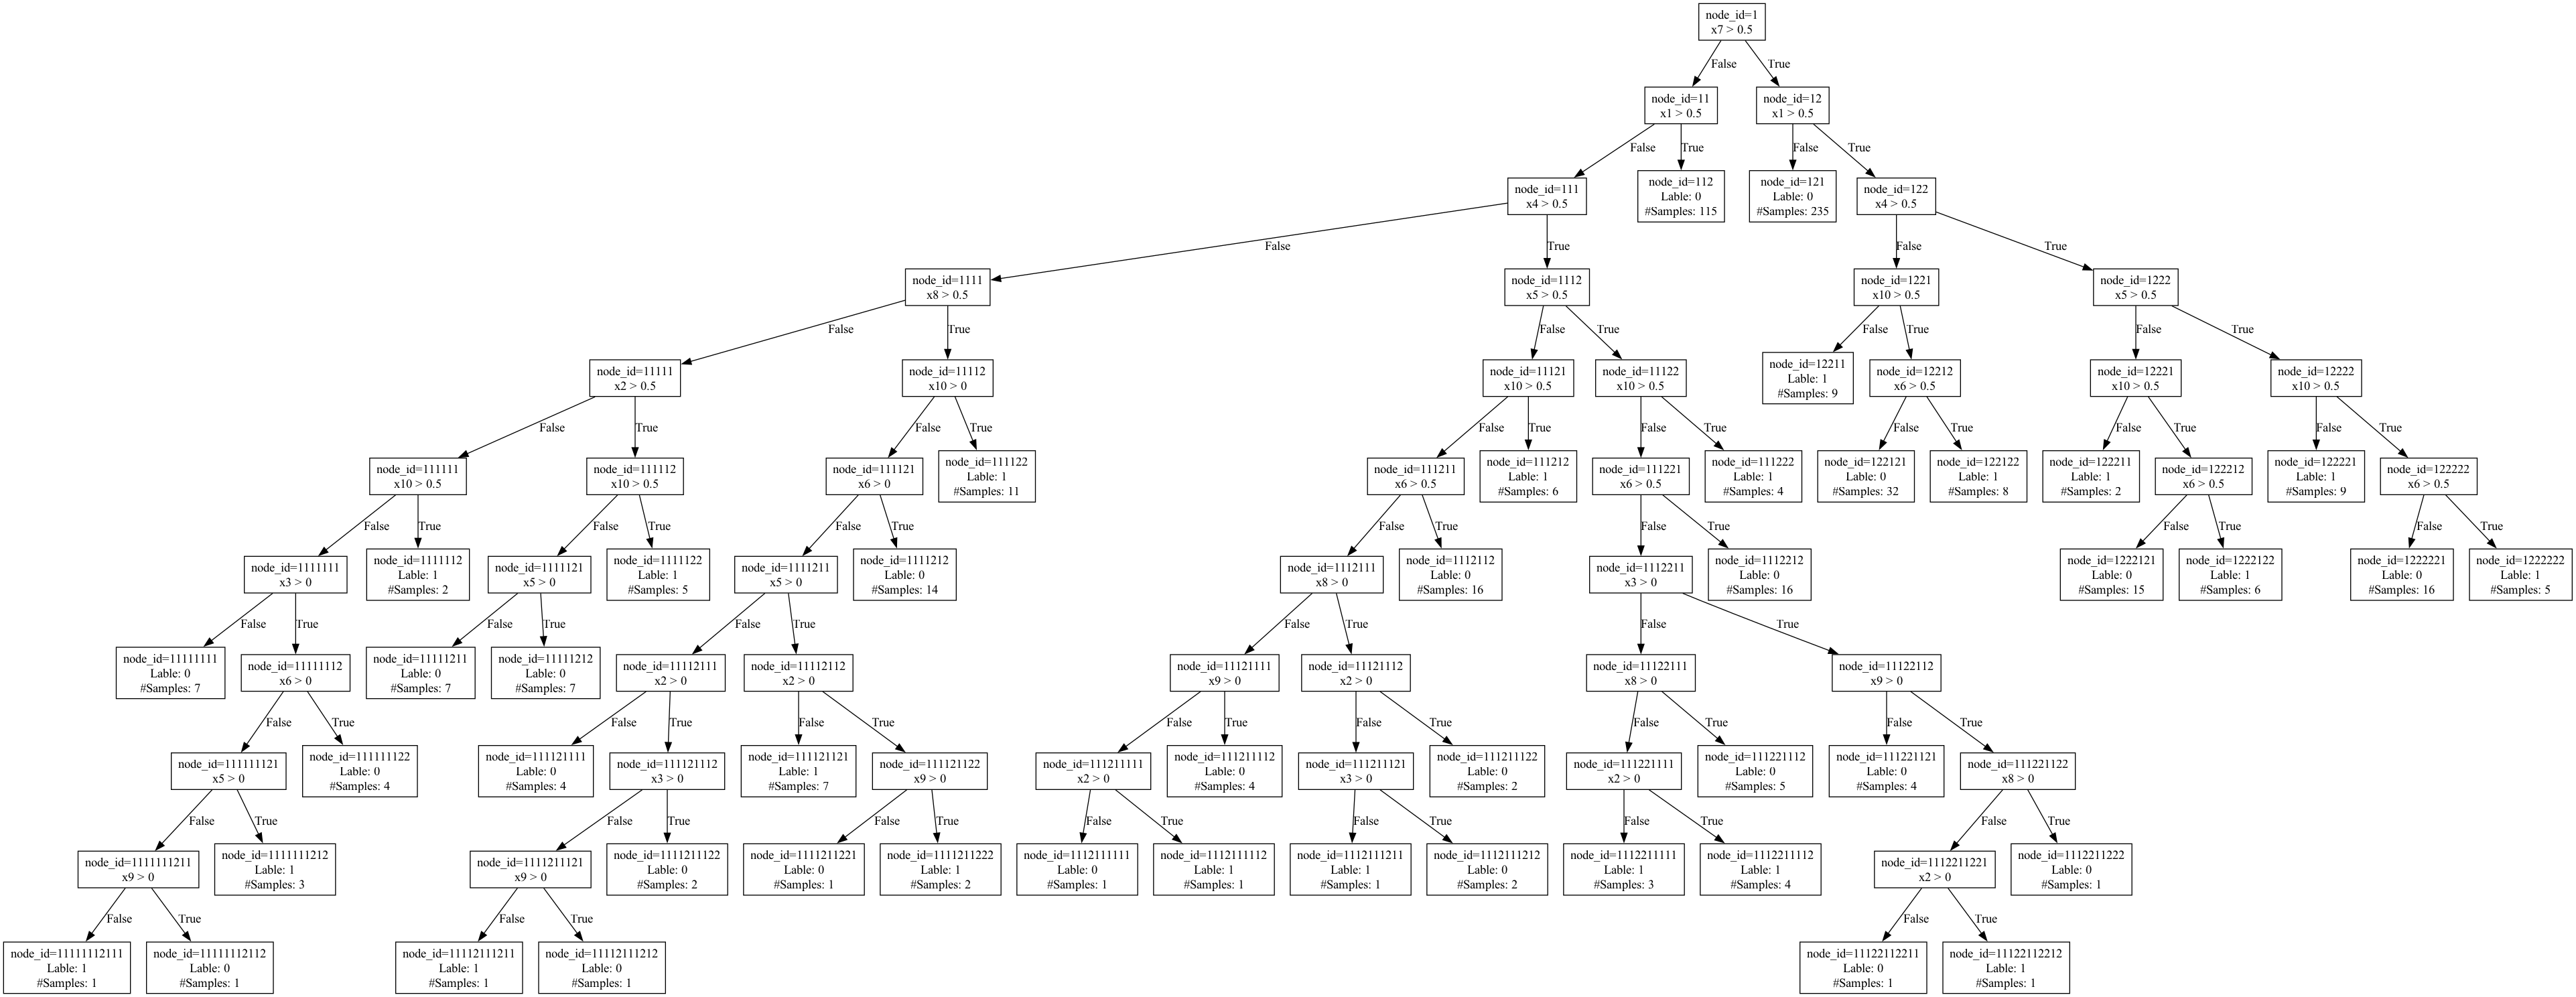 node_id=1
x7 > 0.5
False
True
node_id=11
x1 > 0.5
node_id=12
x1 > 0.5
False
True
False
True
node_id=111
x4 > 0.5
node_id=112
Lable: 0
#Samples: 115
node_id=121
Lable: 0
#Samples: 235
node_id=122
x4 > 0.5
False
True
False
True
node_id=1111
x8 > 0.5
node_id=1112
x5 > 0.5
node_id=1221
x10 > 0.5
node_id=1222
x5 > 0.5
False
True
False
True
False
True
False
True
node_id=11111
x2 > 0.5
node_id=11112
x10 > 0
node_id=11121
x10 > 0.5
node_id=11122
x10 > 0.5
node_id=12211
Lable: 1
#Samples: 9
node_id=12212
x6 > 0.5
node_id=12221
x10 > 0.5
node_id=12222
x10 > 0.5
False
True
False
True
False
True
False
True
False
True
False
True
False
True
node_id=111111
x10 > 0.5
node_id=111112
x10 > 0.5
node_id=111121
x6 > 0
node_id=111122
Lable: 1
#Samples: 11
node_id=111211
x6 > 0.5
node_id=111212
Lable: 1
#Samples: 6
node_id=111221
x6 > 0.5
node_id=111222
Lable: 1
#Samples: 4
node_id=122121
Lable: 0
#Samples: 32
node_id=122122
Lable: 1
#Samples: 8
node_id=122211
Lable: 1
#Samples: 2
node_id=122212
x6 > 0.5
node_id=122221
Lable: 1
#Samples: 9
node_id=122222
x6 > 0.5
False
True
False
True
False
True
False
True
False
True
False
True
False
True
node_id=1111111
x3 > 0
node_id=1111112
Lable: 1
#Samples: 2
node_id=1111121
x5 > 0
node_id=1111122
Lable: 1
#Samples: 5
node_id=1111211
x5 > 0
node_id=1111212
Lable: 0
#Samples: 14
node_id=1112111
x8 > 0
node_id=1112112
Lable: 0
#Samples: 16
node_id=1112211
x3 > 0
node_id=1112212
Lable: 0
#Samples: 16
node_id=1222121
Lable: 0
#Samples: 15
node_id=1222122
Lable: 1
#Samples: 6
node_id=1222221
Lable: 0
#Samples: 16
node_id=1222222
Lable: 1
#Samples: 5
False
True
False
True
False
True
False
True
False
True
node_id=11111111
Lable: 0
#Samples: 7
node_id=11111112
x6 > 0
node_id=11111211
Lable: 0
#Samples: 7
node_id=11111212
Lable: 0
#Samples: 7
node_id=11112111
x2 > 0
node_id=11112112
x2 > 0
node_id=11121111
x9 > 0
node_id=11121112
x2 > 0
node_id=11122111
x8 > 0
node_id=11122112
x9 > 0
False
True
False
True
False
True
False
True
False
True
False
True
False
True
node_id=111111121
x5 > 0
node_id=111111122
Lable: 0
#Samples: 4
node_id=111121111
Lable: 0
#Samples: 4
node_id=111121112
x3 > 0
node_id=111121121
Lable: 1
#Samples: 7
node_id=111121122
x9 > 0
node_id=111211111
x2 > 0
node_id=111211112
Lable: 0
#Samples: 4
node_id=111211121
x3 > 0
node_id=111211122
Lable: 0
#Samples: 2
node_id=111221111
x2 > 0
node_id=111221112
Lable: 0
#Samples: 5
node_id=111221121
Lable: 0
#Samples: 4
node_id=111221122
x8 > 0
False
True
False
True
False
True
False
True
False
True
False
True
False
True
node_id=1111111211
x9 > 0
node_id=1111111212
Lable: 1
#Samples: 3
node_id=1111211121
x9 > 0
node_id=1111211122
Lable: 0
#Samples: 2
node_id=1111211221
Lable: 0
#Samples: 1
node_id=1111211222
Lable: 1
#Samples: 2
node_id=1112111111
Lable: 0
#Samples: 1
node_id=1112111112
Lable: 1
#Samples: 1
node_id=1112111211
Lable: 1
#Samples: 1
node_id=1112111212
Lable: 0
#Samples: 2
node_id=1112211111
Lable: 1
#Samples: 3
node_id=1112211112
Lable: 1
#Samples: 4
node_id=1112211221
x2 > 0
node_id=1112211222
Lable: 0
#Samples: 1
False
True
False
True
False
True
node_id=11111112111
Lable: 1
#Samples: 1
node_id=11111112112
Lable: 0
#Samples: 1
node_id=11112111211
Lable: 1
#Samples: 1
node_id=11112111212
Lable: 0
#Samples: 1
node_id=11122112211
Lable: 0
#Samples: 1
node_id=11122112212
Lable: 1
#Samples: 1